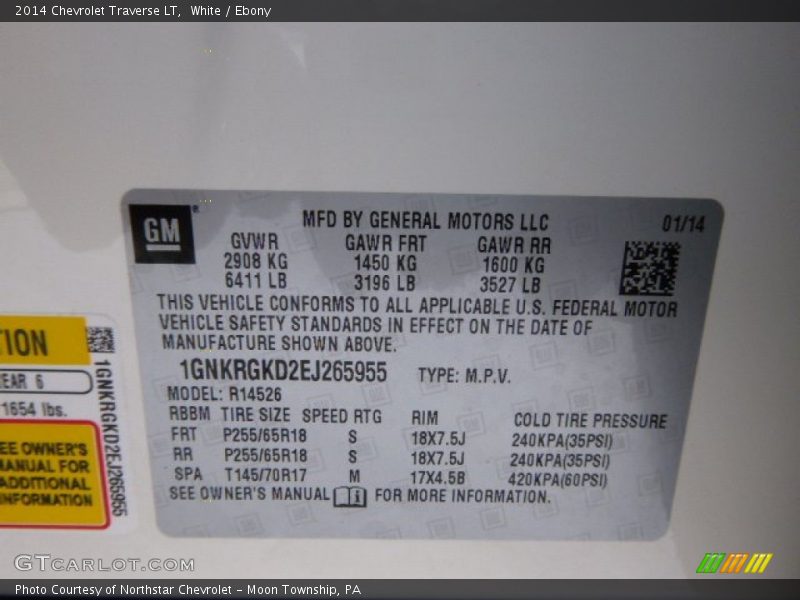 2014 Chevrolet Traverse LT, White / Ebony
GM
MFD BY GENERAL MOTORS LLC 01/14
GVWR GAWR FRT GAWR RR
2908 KG 1450 KG 1600 KG
6411 LB 3196 LB 3527 LB
THIS VEHICLE CONFORMS TO ALL APPLICABLE U.S. FEDERAL MOTOR
VEHICLE SAFETY STANDARDS IN EFFECT ON THE DATE OF
MANUFACTURE SHOWN ABOVE.
1GNKRGKD2EJ265955 TYPE: M.P.V.
MODEL: R14526
RBBM TIRE SIZE SPEED RTG RIM COLD TIRE PRESSURE
FRT P255/65R18 S 18X7.5J 240KPA(35PSI)
RR P255/65R18 S 18X7.5J 240KPA(35PSI)
SPA T145/70R17 M 17X4.5B 420KPA(60PSI)
SEE OWNER'S MANUAL FOR MORE INFORMATION.
TION
EAR 6
1654 lbs.
EE OWNER'S
MANUAL FOR
ADDITIONAL
INFORMATION
1GNKRGKD2EJ265955
GTCARLOT.COM
Photo Courtesy of Northstar Chevrolet - Moon Township, PA